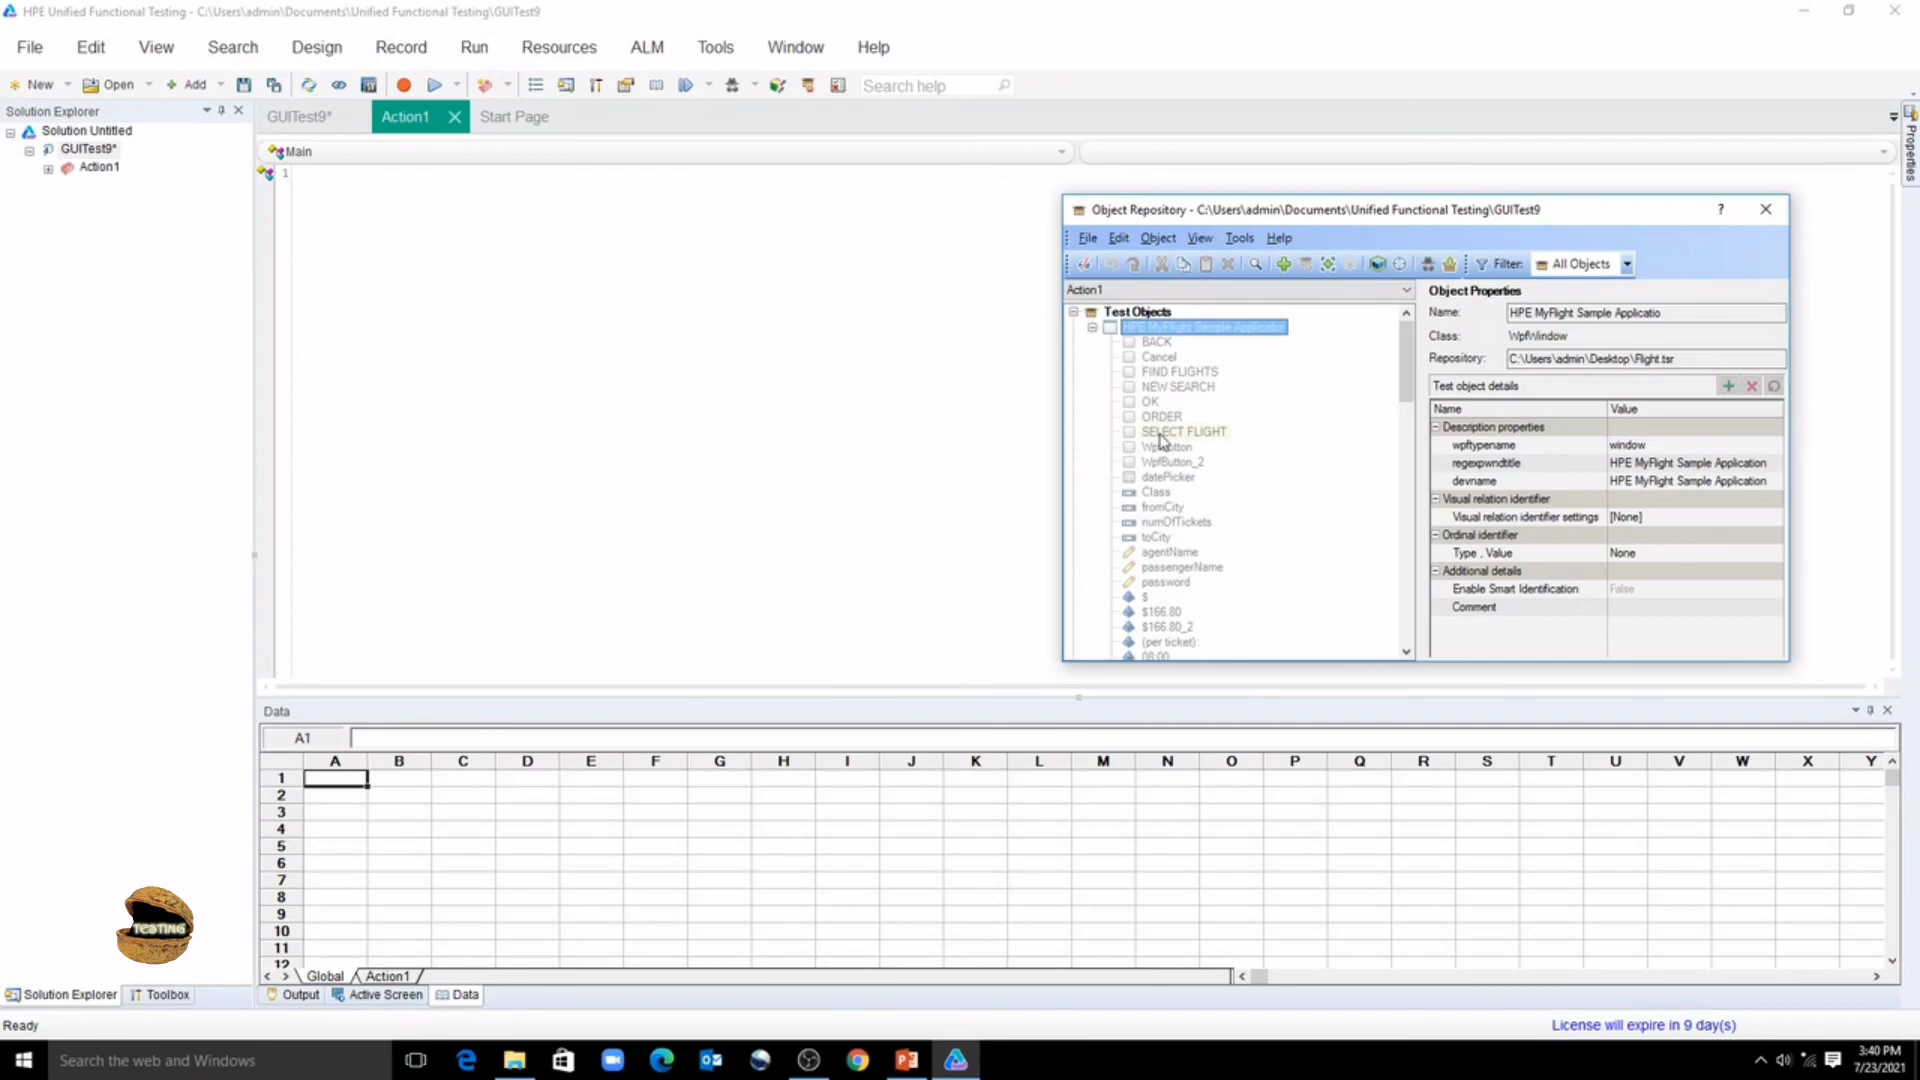 HPE Unified Functional Testing - C:\Users\admin\Documents\Unified Functional Testing\GUITest9
File Edit View Search Design Record Run Resources ALM Tools Window Help
New Open Add Search help
Solution Explorer
GUITest9* Action1 Start Page
Solution Untitled
GUITest9*
Action1
Main
1
Properties
Object Repository - C:\Users\admin\Documents\Unified Functional Testing\GUITest9
File Edit Object View Tools Help
Filter: All Objects
Action1
Test Objects
HPE MyFlight Sample Applicatio
BACK
Cancel
FIND FLIGHTS
NEW SEARCH
OK
ORDER
SELECT FLIGHT
WpfButton_2
datePicker
Class
fromCity
numOfTickets
toCity
agentName
passengerName
password
$
$166.80
$166.80_2
(per ticket):
08:00
Object Properties
Name: HPE MyFlight Sample Applicatio
Class: WpfWindow
Repository: C:\Users\admin\Desktop\Flight.tsr
Test object details
Name Value
Description properties
wpftypename window
regexpwndtitle HPE MyFlight Sample Application
devname HPE MyFlight Sample Application
Visual relation identifier
Visual relation identifier settings [None]
Ordinal identifier
Type , Value None
Additional details
Enable Smart Identification False
Comment
Data
A1
A B C D E F G H I J K L M N O P Q R S T U V W X Y
1
2
3
4
5
6
7
8
9
10
11
12
TESTING
Global Action1
Solution Explorer Toolbox Output Active Screen Data
Ready License will expire in 9 day(s)
Search the web and Windows
3:40 PM
7/23/2021